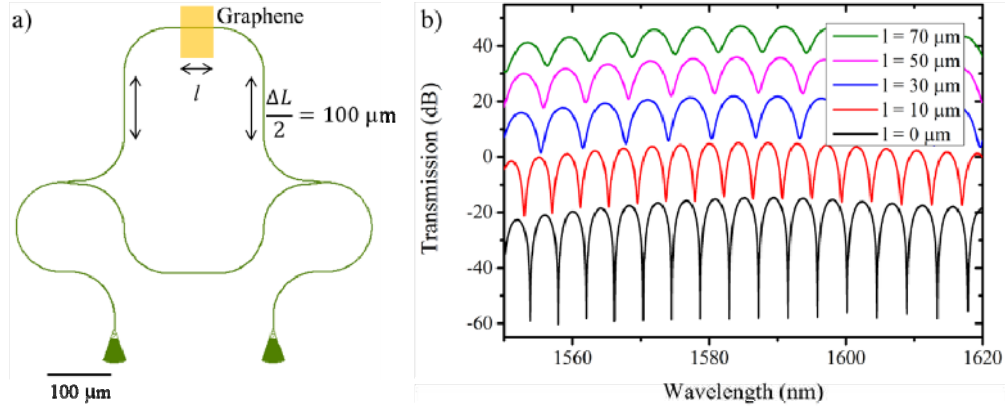 a)
Graphene
l
ΔL/2 = 100 μm
100 μm
b)
Transmission (dB)
40
20
0
-20
-40
-60
l = 70 μm
l = 50 μm
l = 30 μm
l = 10 μm
l = 0 μm
1560
1580
1600
1620
Wavelength (nm)